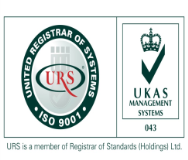 UNITED REGISTRAR OF SYSTEMS
URS
• ISO 9001 •
UKAS
MANAGEMENT
SYSTEMS
043
URS is a member of Registrar of Standards (Holdings) Ltd.